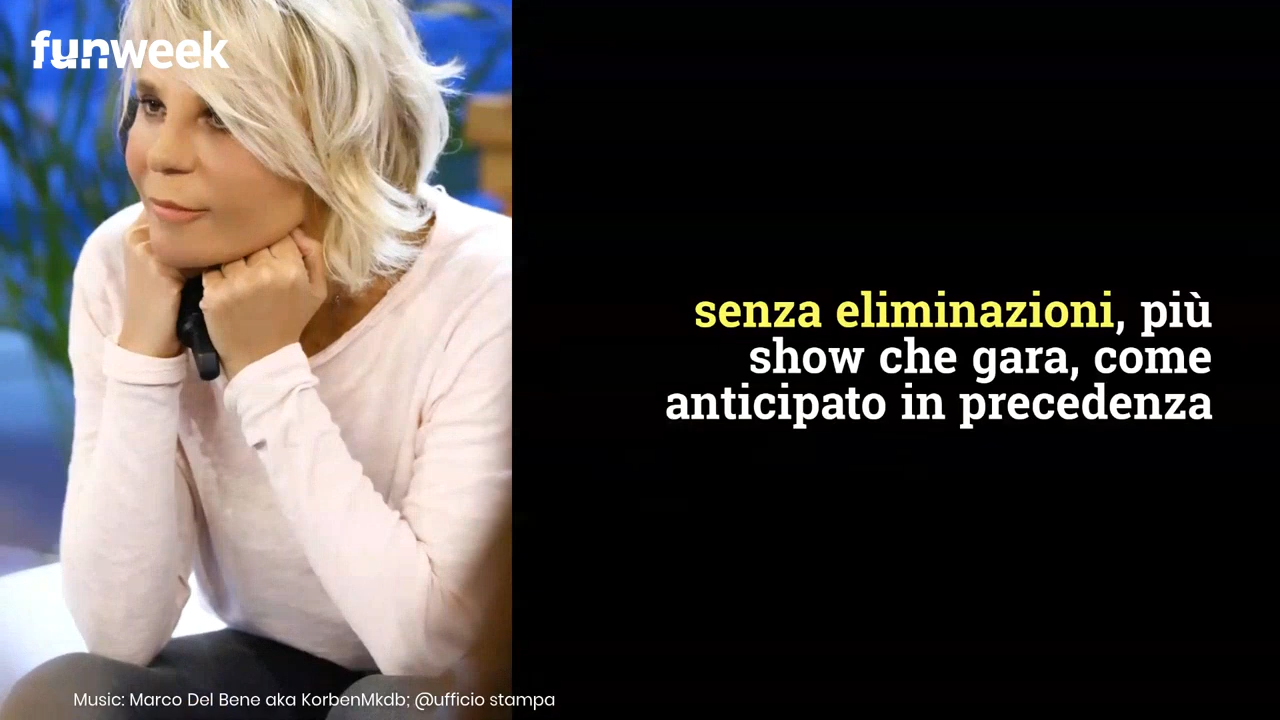 funweek
senza eliminazioni, più
show che gara, come
anticipato in precedenza
Music: Marco Del Bene aka KorbenMkdb; @ufficio stampa